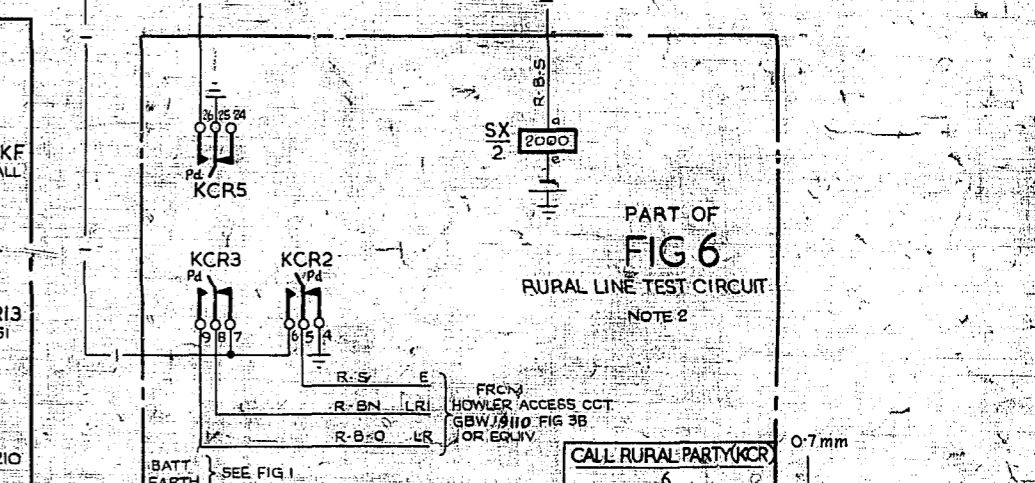 R-B-S
26 25 24
Pd.
KCR5
SX
2
2000
KF
ALL
PART OF
FIG 6
RURAL LINE TEST CIRCUIT
NOTE 2
KCR3
Pd
KCR2
Pd
9 8 7
6 5 4
R13
R-S E
R-BN LR1
R-B-O LR
FROM
HOWLER ACCESS CCT.
GBW 19110 FIG 3B
OR EQUIV
BATT
EARTH
SEE FIG 1
CALL RURAL PARTY (KCR)
6
0·7mm
R10